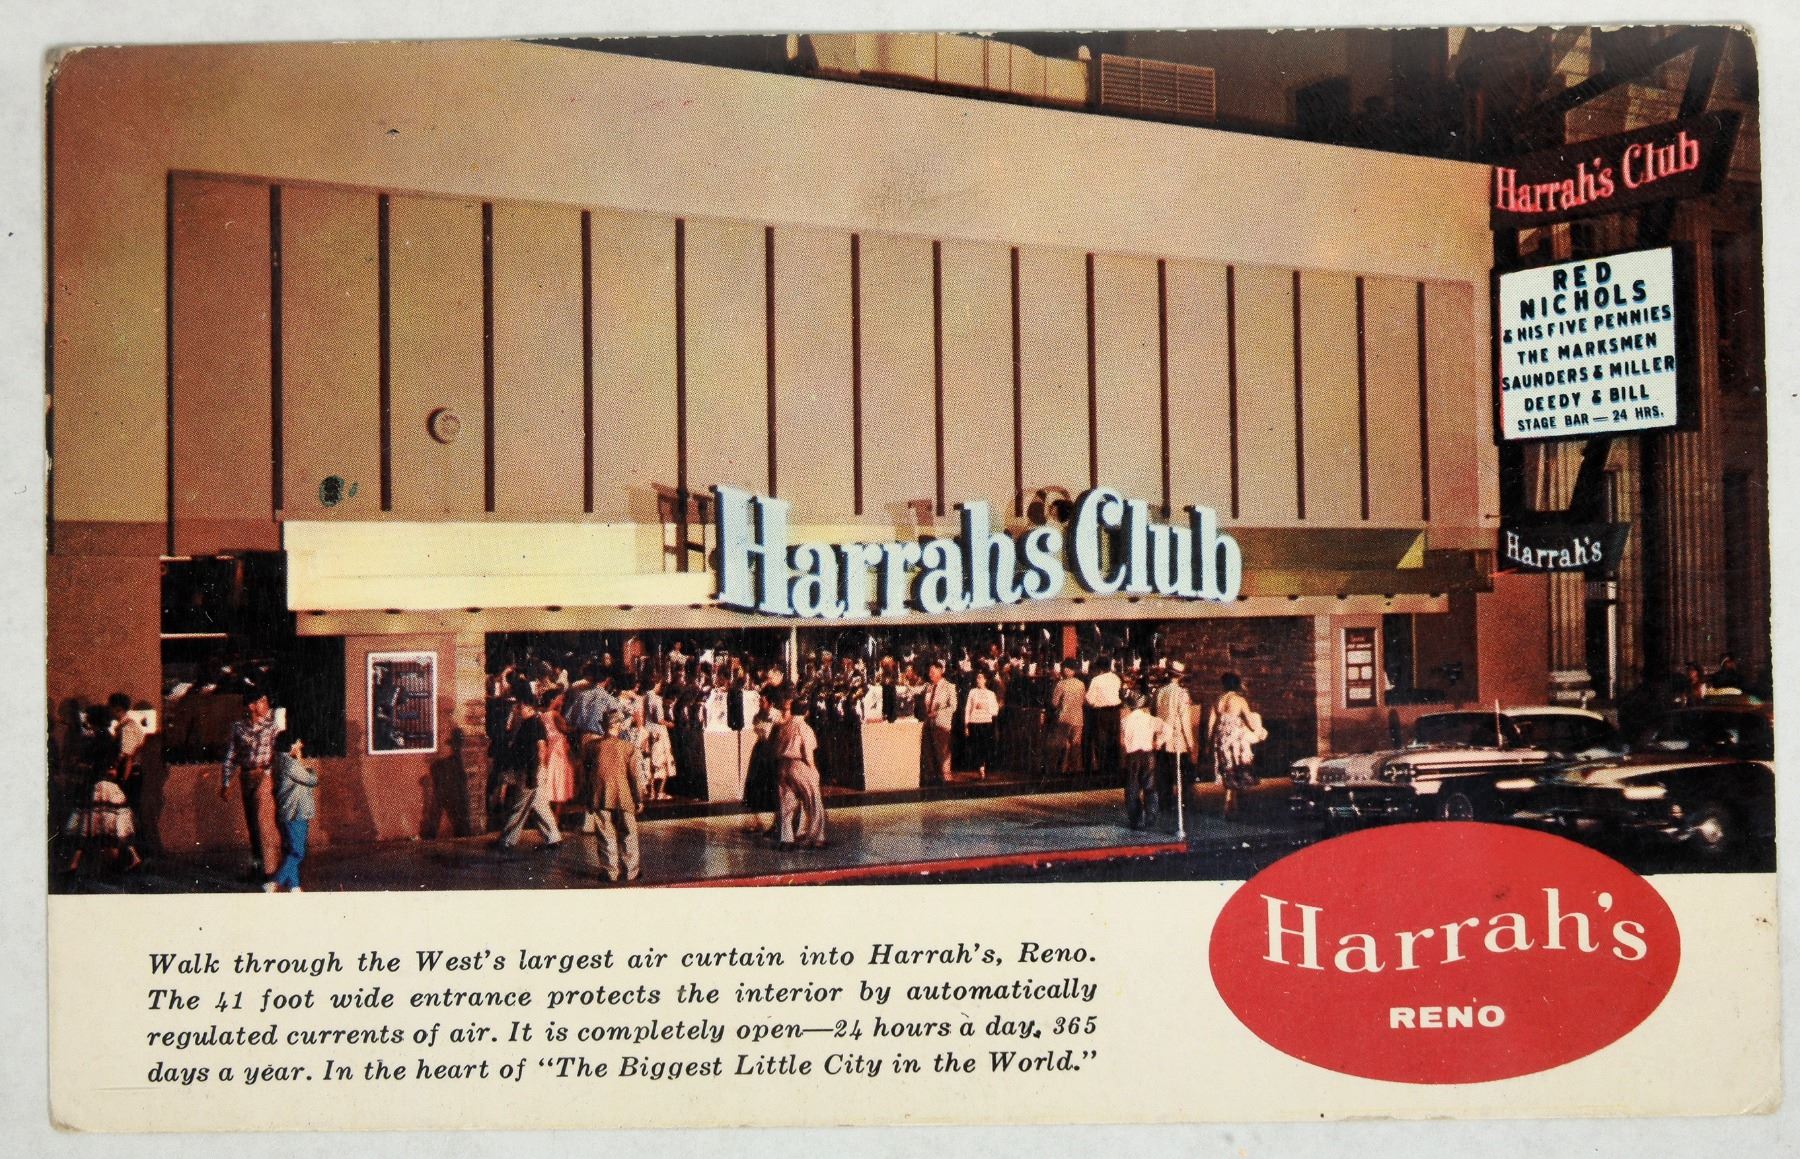 Harrah's Club
RED
NICHOLS
& HIS FIVE PENNIES
THE MARKSMEN
SAUNDERS & MILLER
DEEDY & BILL
STAGE BAR — 24 HRS.
Harrahs Club
Harrah's
Walk through the West's largest air curtain into Harrah's, Reno.
The 41 foot wide entrance protects the interior by automatically
regulated currents of air. It is completely open—24 hours a day, 365
days a year. In the heart of “The Biggest Little City in the World.”
Harrah's
RENO